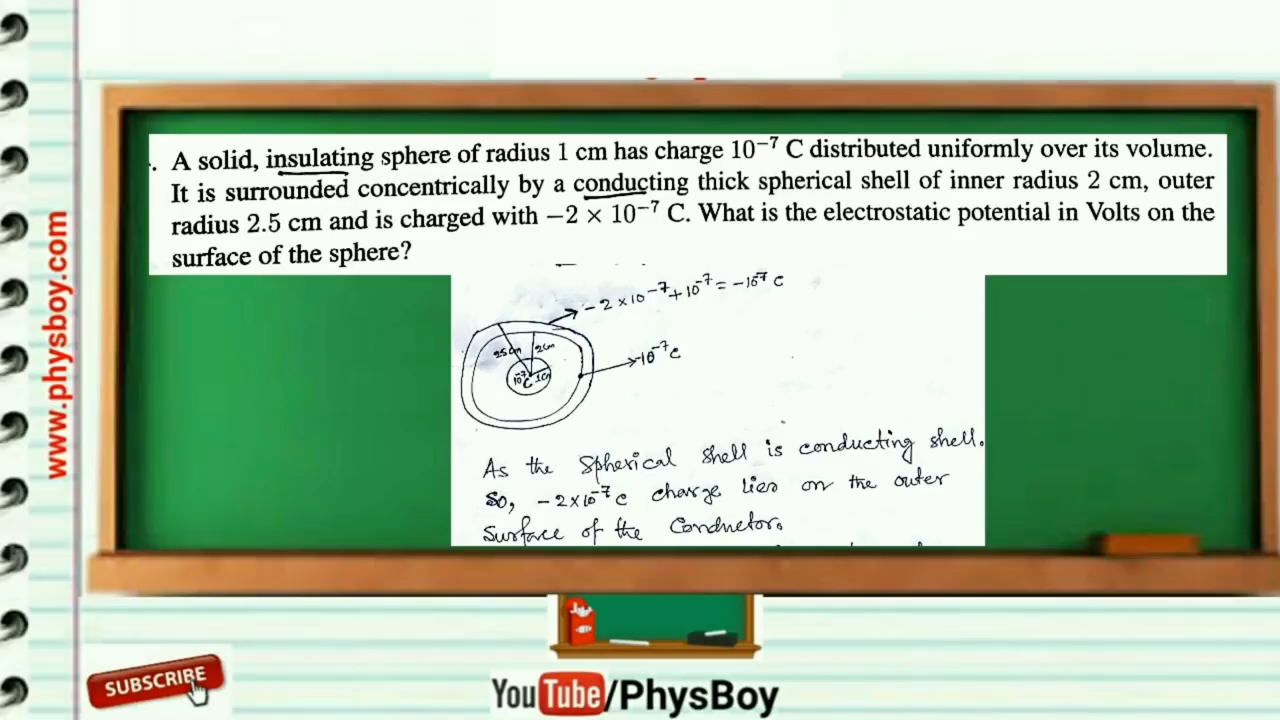 . A solid, insulating sphere of radius 1 cm has charge 10⁻⁷ C distributed uniformly over its volume.
It is surrounded concentrically by a conducting thick spherical shell of inner radius 2 cm, outer
radius 2.5 cm and is charged with −2 × 10⁻⁷ C. What is the electrostatic potential in Volts on the
surface of the sphere?
-2×10⁻⁷+10⁻⁷=-10⁻⁷C
2.5cm 2cm
-10⁻⁷C
10⁻⁷C 1cm
As the Spherical shell is conducting shell.
So, -2×10⁻⁷C charge lies on the outer
Surface of the Conductor.
www.physboy.com
SUBSCRIBE
YouTube/PhysBoy